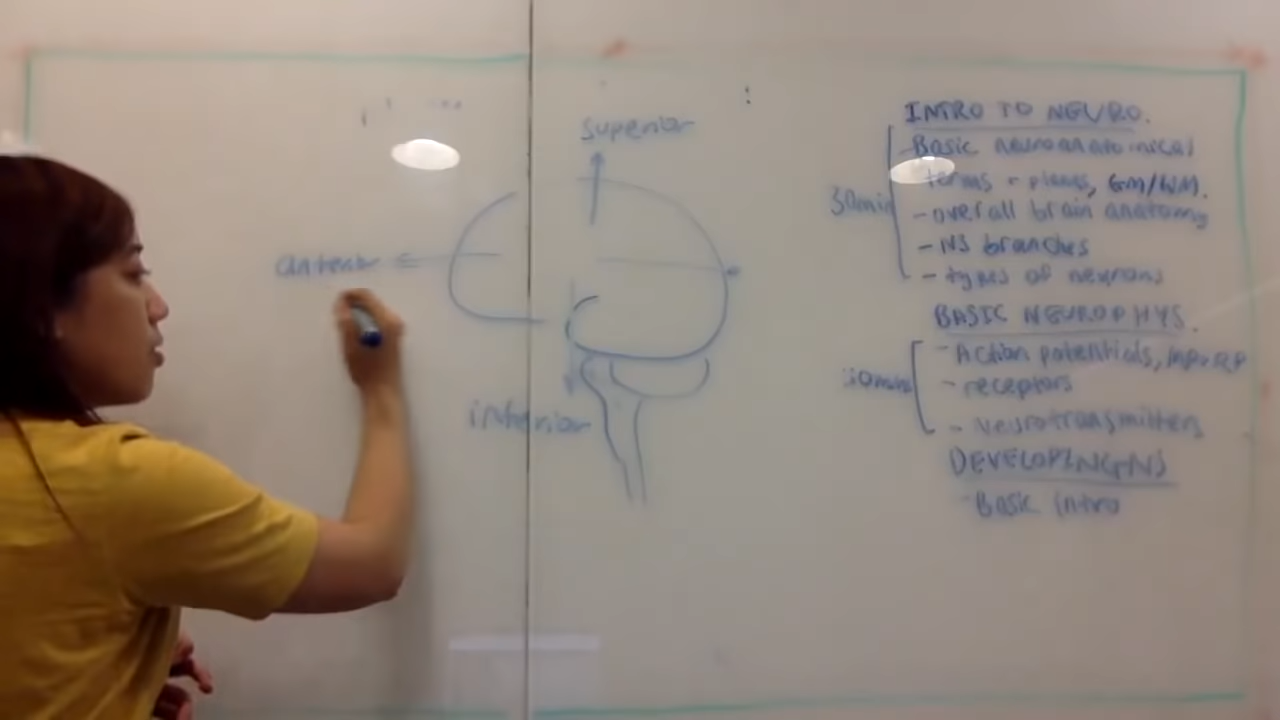 superior
anterior
inferior
INTRO TO NEURO.
30min
- Basic neuroanatomical
terms - planes, GM/WM.
- overall brain anatomy
- NS branches
- types of neurons
BASIC NEUROPHYS.
- Action potentials,
- receptors
- Neurotransmitters
DEVELOPING NS
- Basic intro